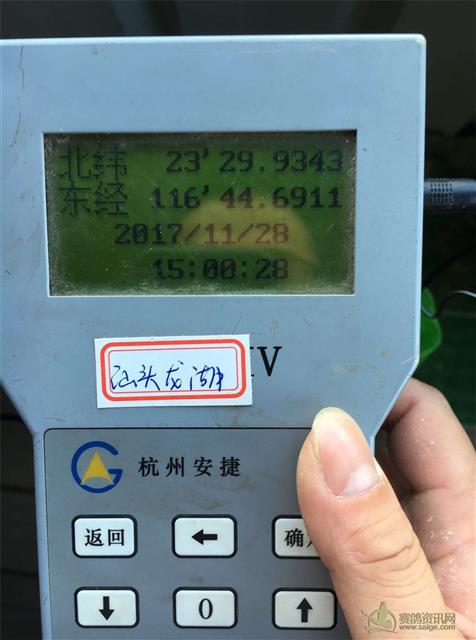 北纬 23'29.9343
东经 116'44.6911
2017/11/28
15:00:28
汕头龙湖
IV
杭州安捷
返回 ← 确
↓ 0 ↑
赛鸽资讯网
www.saige.com